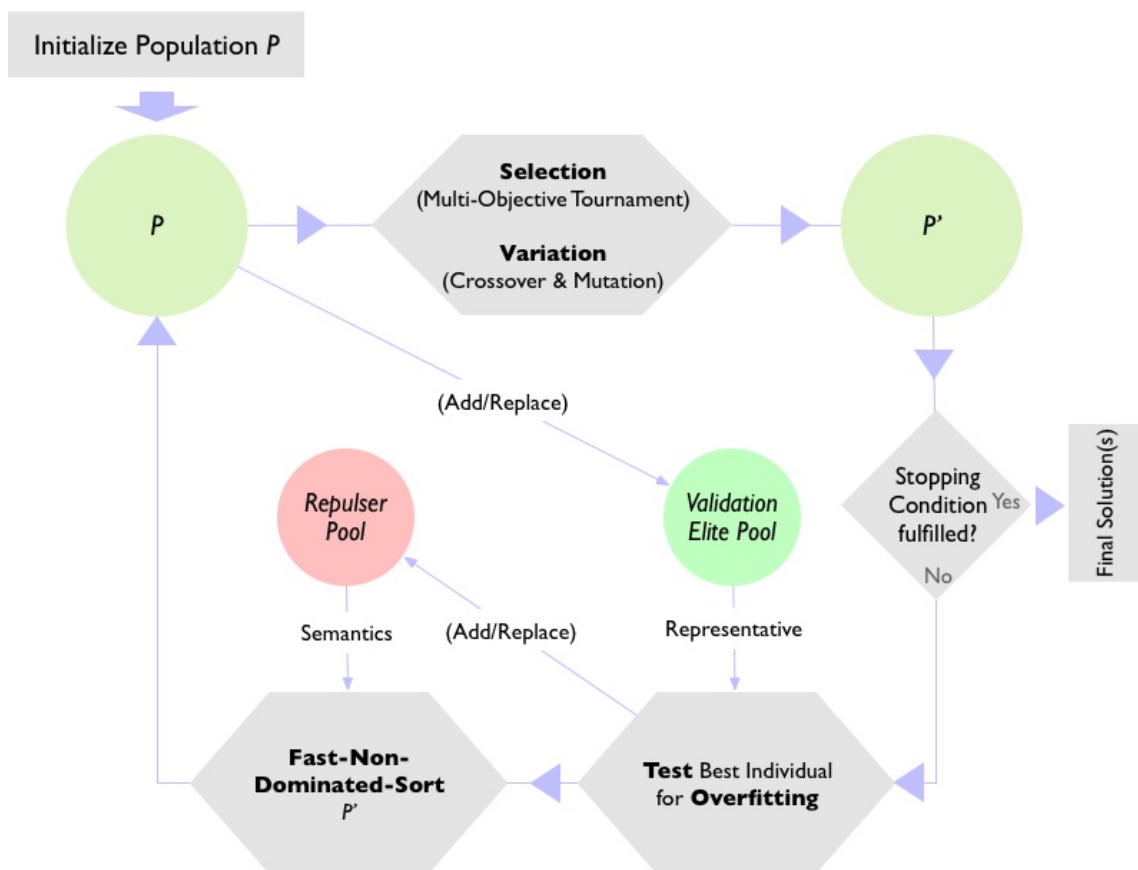 Initialize Population P
P
Selection
(Multi-Objective Tournament)
Variation
(Crossover & Mutation)
P’
(Add/Replace)
Repulser
Pool
Validation
Elite Pool
Stopping
Condition
fulfilled?
Yes
No
Final Solution(s)
Semantics
(Add/Replace)
Representative
Fast-Non-
Dominated-Sort
P’
Test Best Individual
for Overfitting